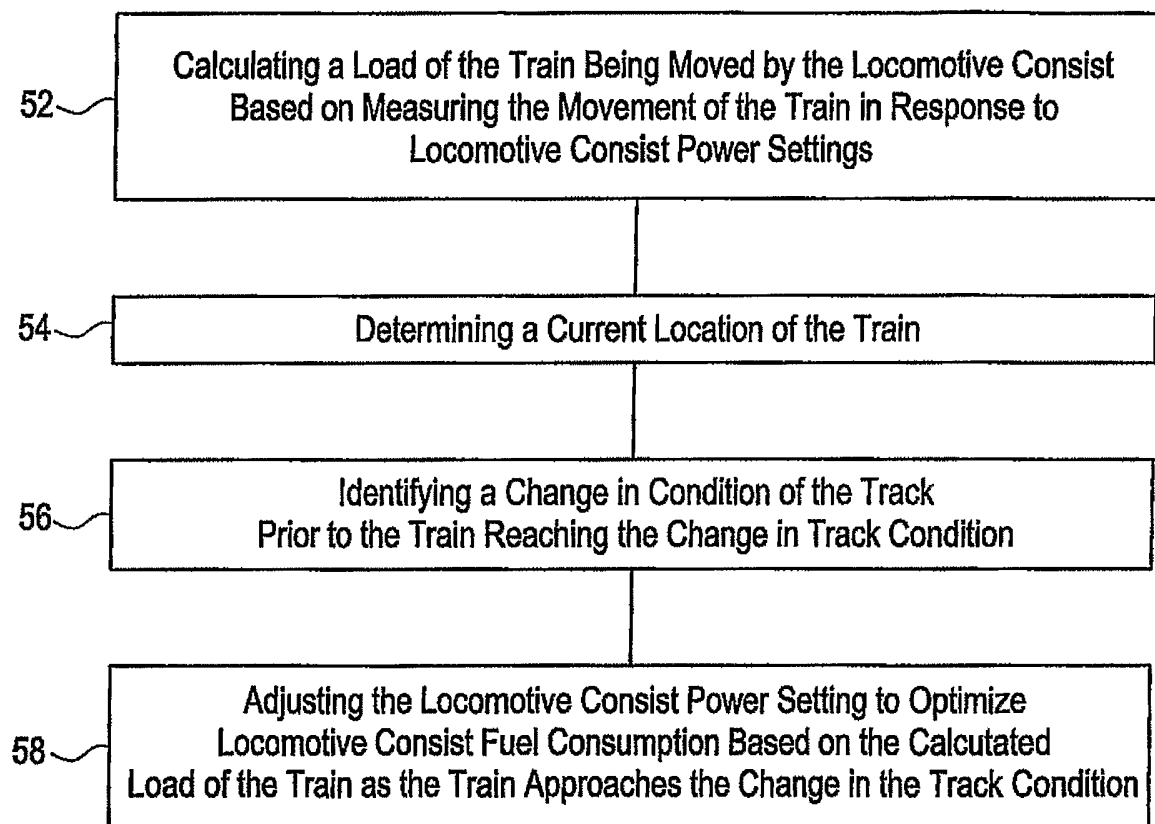 52
Calculating a Load of the Train Being Moved by the Locomotive Consist
Based on Measuring the Movement of the Train in Response to
Locomotive Consist Power Settings
54
Determining a Current Location of the Train
56
Identifying a Change in Condition of the Track
Prior to the Train Reaching the Change in Track Condition
58
Adjusting the Locomotive Consist Power Setting to Optimize
Locomotive Consist Fuel Consumption Based on the Calcutated
Load of the Train as the Train Approaches the Change in the Track Condition